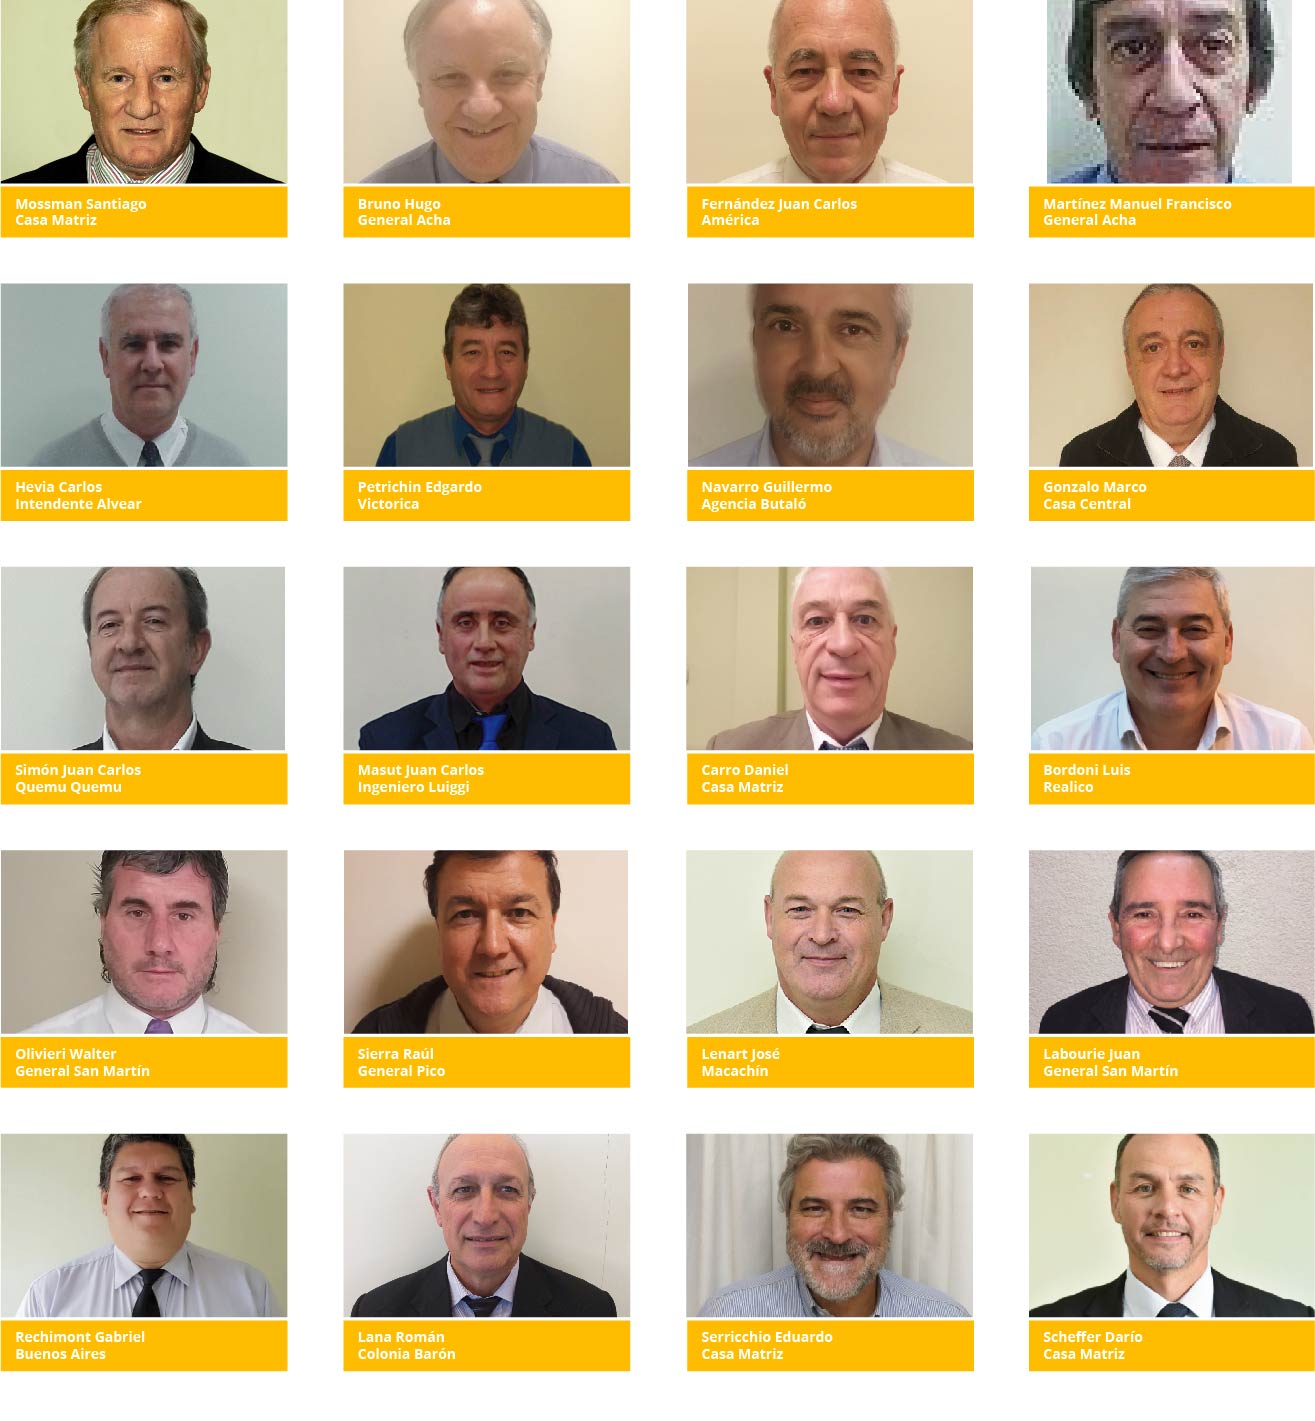 Mossman Santiago
Casa Matriz
Bruno Hugo
General Acha
Fernández Juan Carlos
América
Martínez Manuel Francisco
General Acha
Hevia Carlos
Intendente Alvear
Petrichin Edgardo
Victorica
Navarro Guillermo
Agencia Butaló
Gonzalo Marco
Casa Central
Simón Juan Carlos
Quemu Quemu
Masut Juan Carlos
Ingeniero Luiggi
Carro Daniel
Casa Matriz
Bordoni Luis
Realico
Olivieri Walter
General San Martín
Sierra Raúl
General Pico
Lenart José
Macachín
Labourie Juan
General San Martín
Rechimont Gabriel
Buenos Aires
Lana Román
Colonia Barón
Serricchio Eduardo
Casa Matriz
Scheffer Darío
Casa Matriz